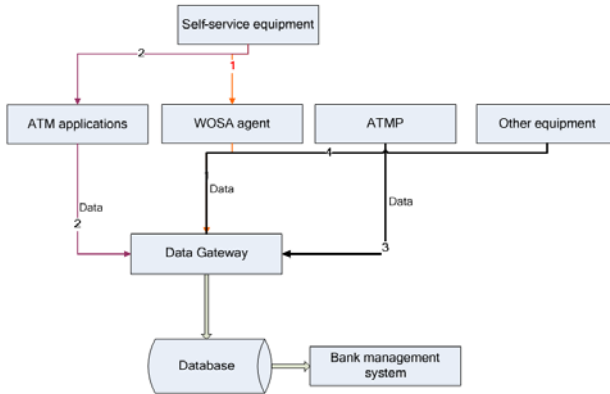 Self-service equipment
2
1
ATM applications
WOSA agent
ATMP
Other equipment
4
1
Data
Data
Data
2
3
Data Gateway
Database
Bank management
system